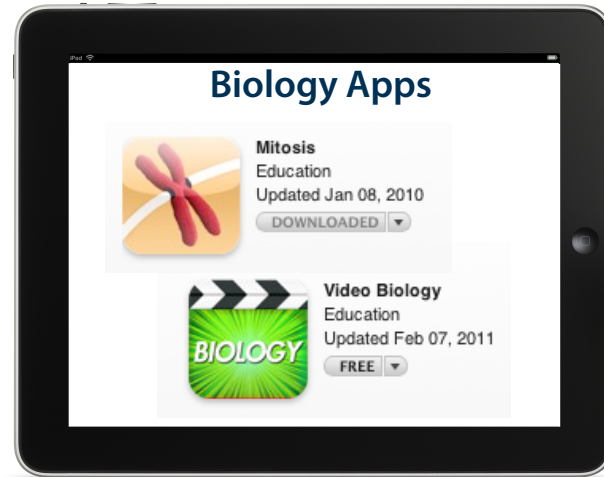 iPad
Biology Apps
Mitosis
Education
Updated Jan 08, 2010
DOWNLOADED
Video Biology
Education
Updated Feb 07, 2011
FREE
BIOLOGY